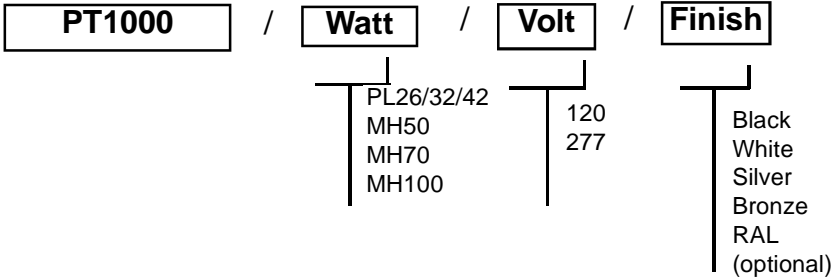 PT1000 / Watt / Volt / Finish
PL26/32/42
MH50
MH70
MH100
120
277
Black
White
Silver
Bronze
RAL
(optional)